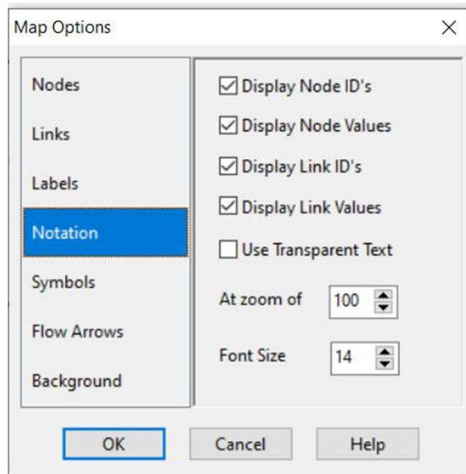 Map Options
Nodes
Links
Labels
Notation
Symbols
Flow Arrows
Background
Display Node ID's
Display Node Values
Display Link ID's
Display Link Values
Use Transparent Text
At zoom of 100
Font Size 14
OK Cancel Help